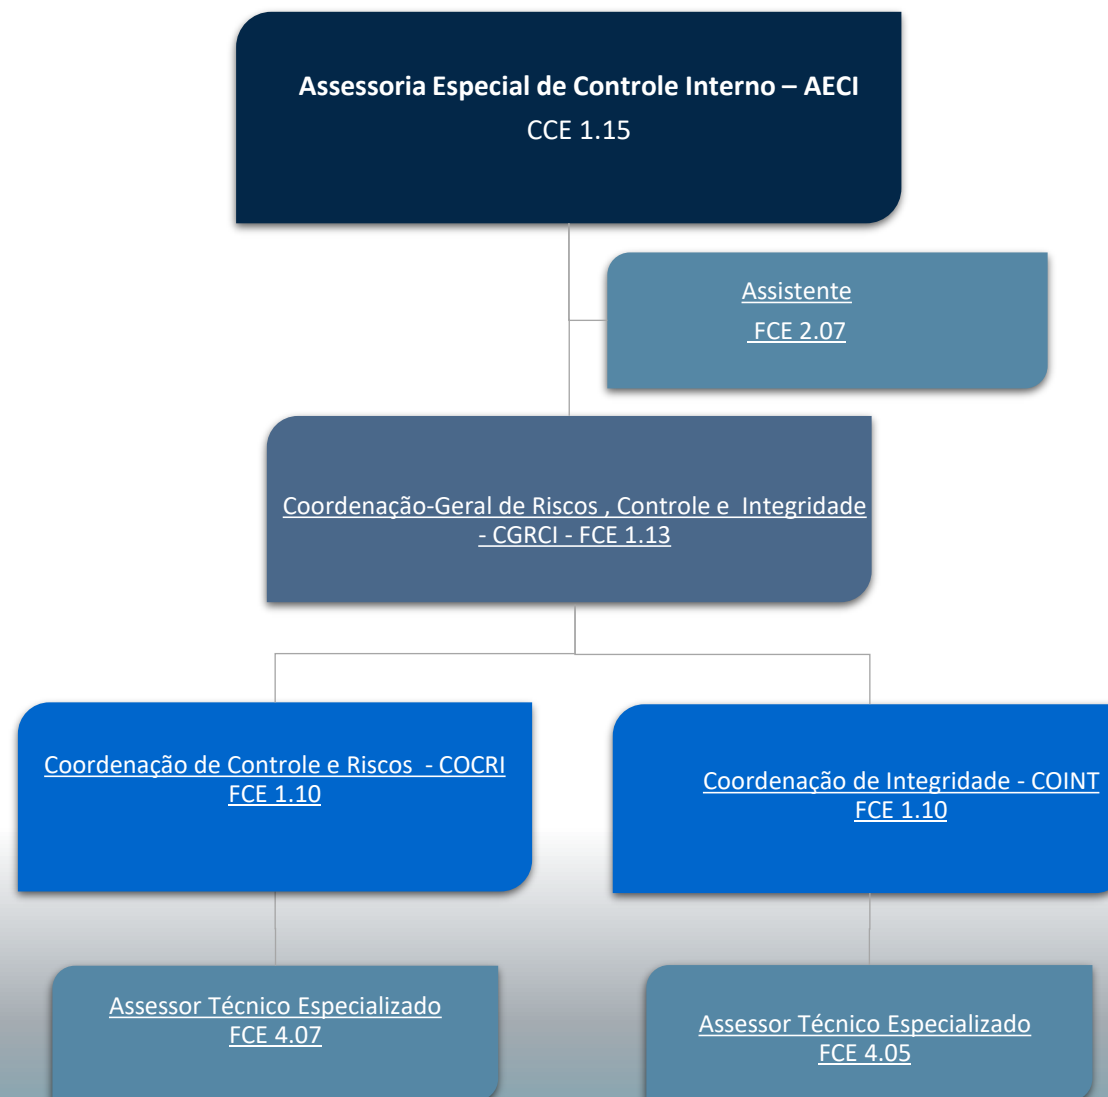 Assessoria Especial de Controle Interno – AECI
CCE 1.15
Assistente
FCE 2.07
Coordenação-Geral de Riscos , Controle e  Integridade
- CGRCI - FCE 1.13
Coordenação de Controle e Riscos  - COCRI
FCE 1.10
Coordenação de Integridade - COINT
FCE 1.10
Assessor Técnico Especializado
FCE 4.07
Assessor Técnico Especializado
FCE 4.05